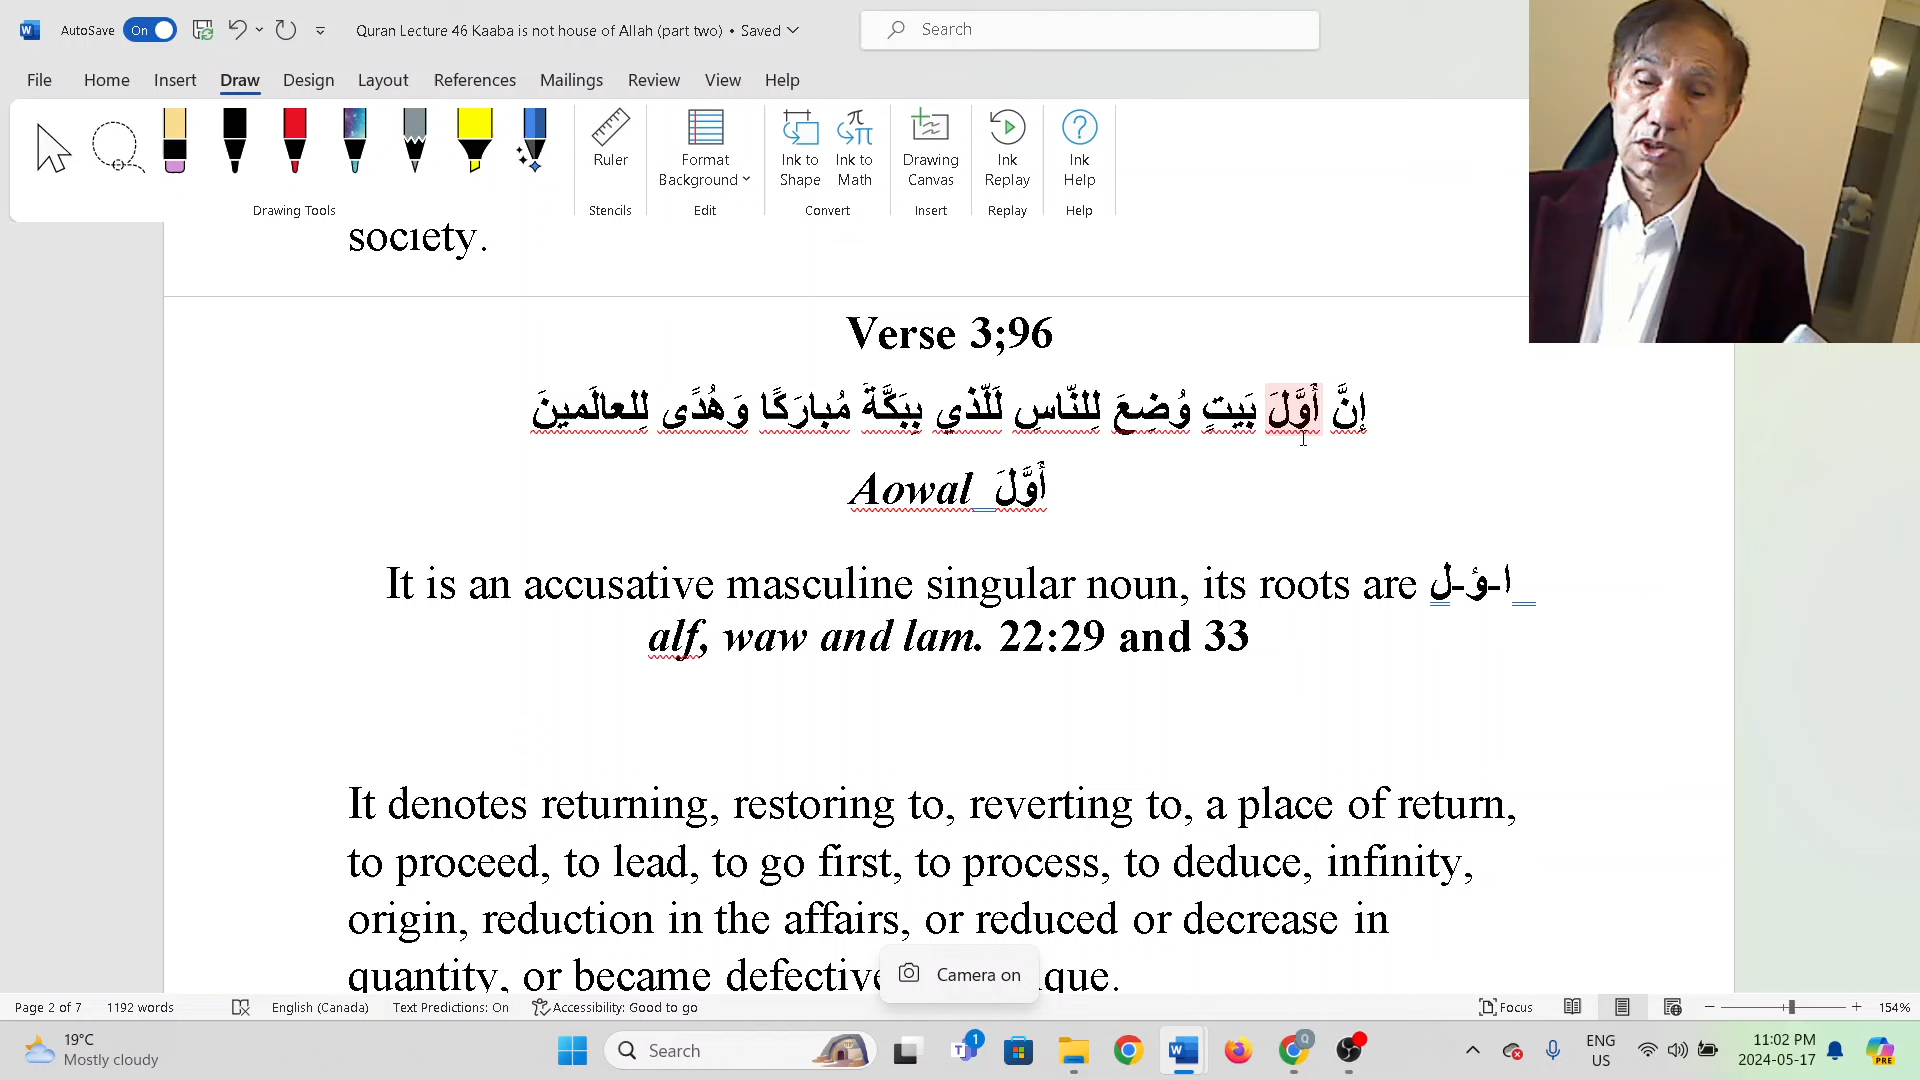 AutoSave On Quran Lecture 46 Kaaba is not house of Allah (part two) • Saved Search
File Home Insert Draw Design Layout References Mailings Review View Help
Ruler
Format Background
Ink to Shape
Ink to Math
Drawing Canvas
Ink Replay
Ink Help
Drawing Tools Stencils Edit Convert Insert Replay Help
society.
Verse 3;96
إِنَّ أَوَّلَ بَيتٍ وُضِعَ لِلنّاسِ لَلَّذي بِبَكَّةَ مُبارَكًا وَهُدًى لِلعالَمينَ
Aowal أَوَّلَ
It is an accusative masculine singular noun, its roots are ا-ؤ-ل
alf, waw and lam. 22:29 and 33
It denotes returning, restoring to, reverting to, a place of return,
to proceed, to lead, to go first, to process, to deduce, infinity,
origin, reduction in the affairs, or reduced or decrease in
quantity, or became defective que.
Camera on
Page 2 of 7 1192 words English (Canada) Text Predictions: On Accessibility: Good to go Focus 154%
19°C
Mostly cloudy
Search
1
ENG
US
11:02 PM
2024-05-17
PRE